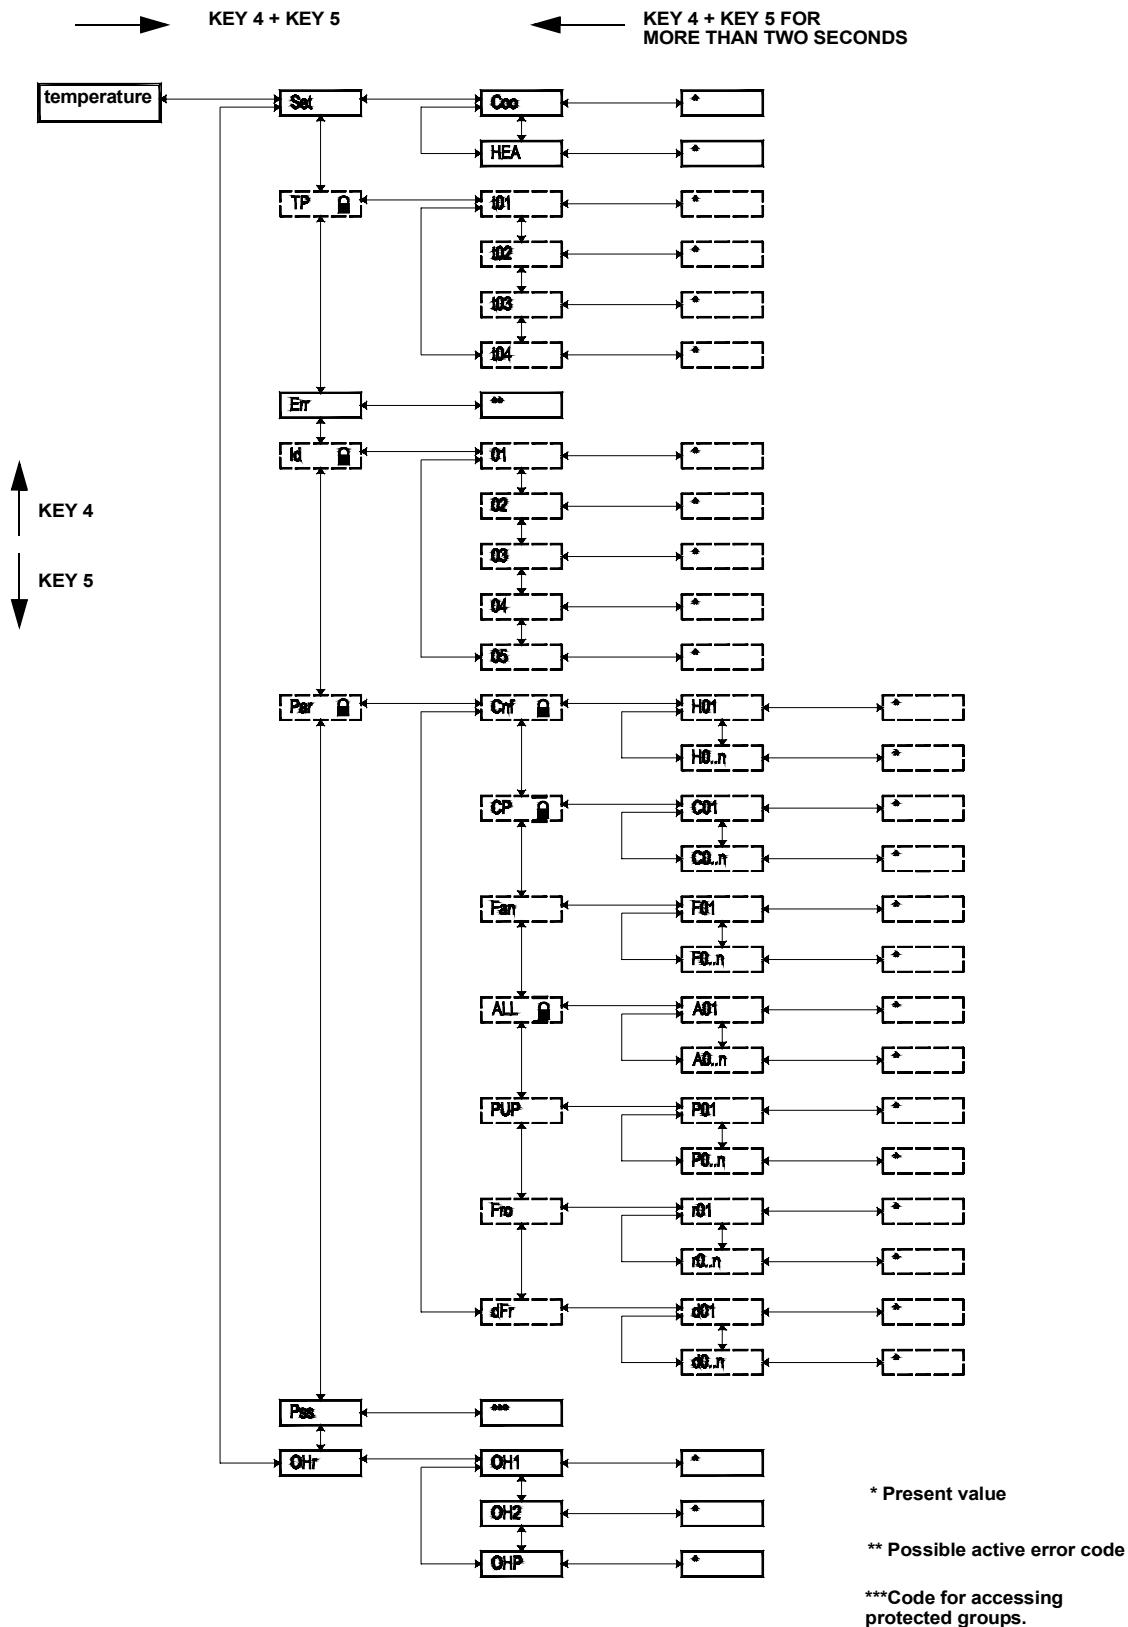 KEY 4 + KEY 5
KEY 4 + KEY 5 FOR
MORE THAN TWO SECONDS
temperature
Set
Coo
*
HEA
*
TP
t01
*
t02
*
t03
*
t04
*
Err
**
Id
01
*
02
*
03
*
04
*
05
*
KEY 4
KEY 5
Par
Cnf
H01
*
H0..n
*
CP
C01
*
C0..n
*
Fan
F01
*
F0..n
*
ALL
A01
*
A0..n
*
PUP
P01
*
P0..n
*
Fro
r01
*
r0..n
*
dFr
d01
*
d0..n
*
Pss
***
OHr
OH1
*
OH2
*
OHP
*
* Present value
** Possible active error code
***Code for accessing
protected groups.